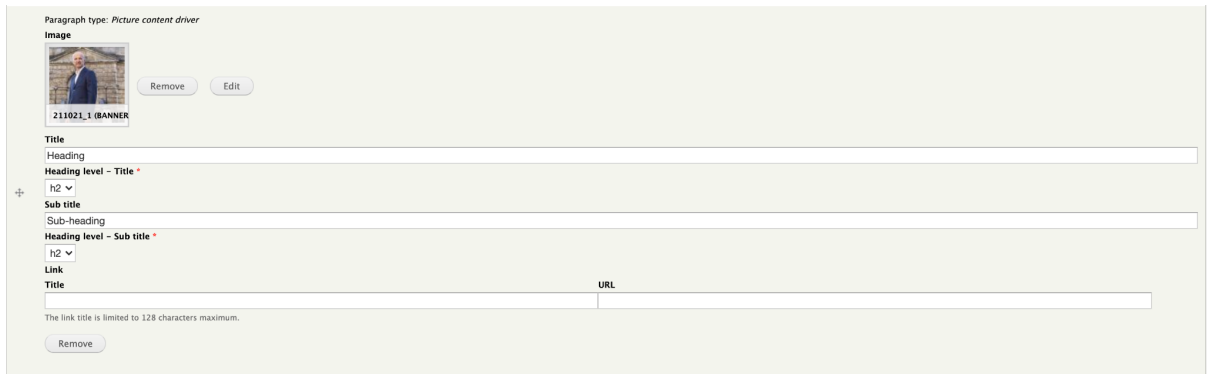 Paragraph type: Picture content driver
Image
Remove Edit
211021_1 (BANNER
Title
Heading
Heading level – Title *
h2
Sub title
Sub-heading
Heading level – Sub title *
h2
Link
Title URL
The link title is limited to 128 characters maximum.
Remove